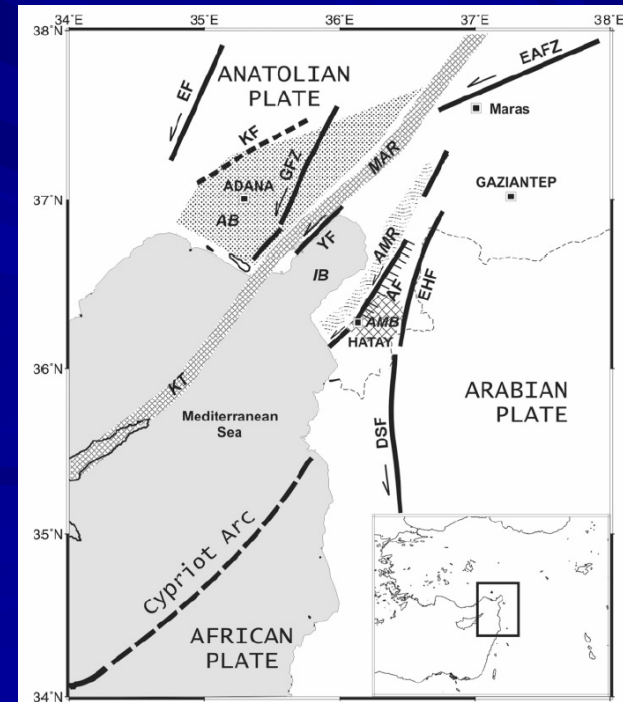 34°E
35°E
36°E
37°E
38°E
38°N
37°N
36°N
35°N
34°N
ANATOLIAN
PLATE
EF
KF
GFZ
ADANA
AB
MAR
EAFZ
Maras
GAZIANTEP
YF
IB
AMR
AF
EHF
AMB
HATAY
KT
Mediterranean
Sea
DSF
ARABIAN
PLATE
Cypriot Arc
AFRICAN
PLATE